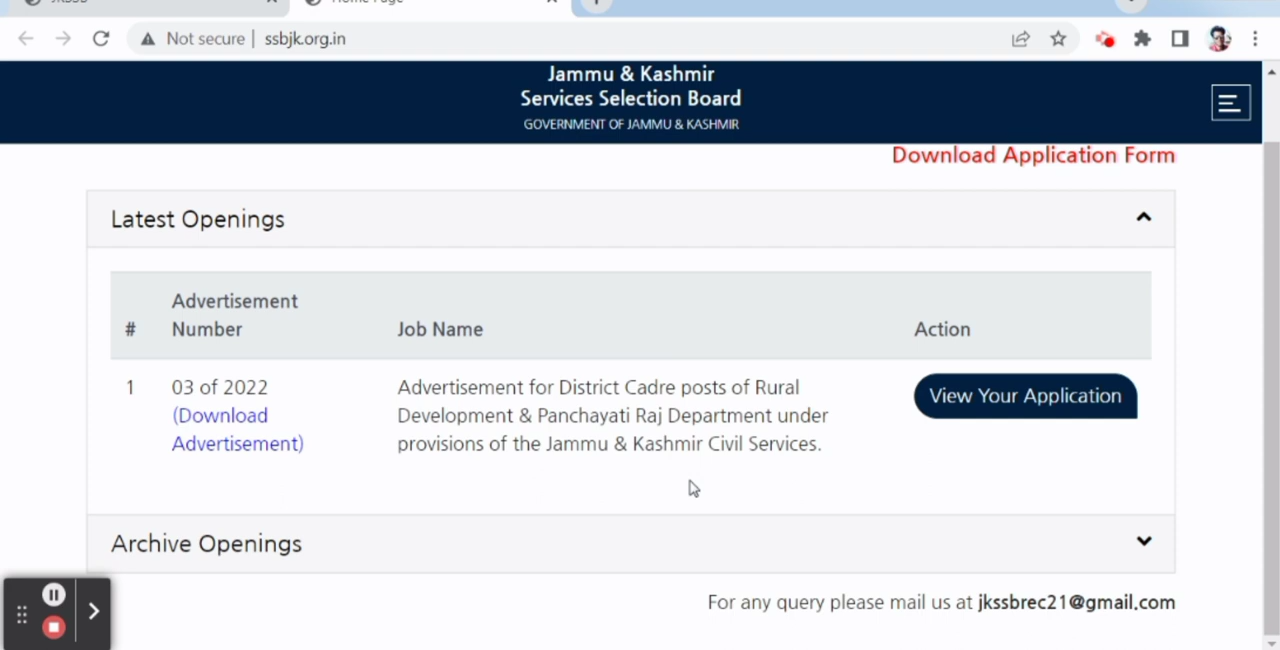 Not secure | ssbjk.org.in
Jammu & Kashmir
Services Selection Board
GOVERNMENT OF JAMMU & KASHMIR
Download Application Form
Latest Openings
Advertisement
# Number Job Name Action
1 03 of 2022 Advertisement for District Cadre posts of Rural View Your Application
(Download Development & Panchayati Raj Department under
Advertisement) provisions of the Jammu & Kashmir Civil Services.
Archive Openings
For any query please mail us at jkssbrec21@gmail.com